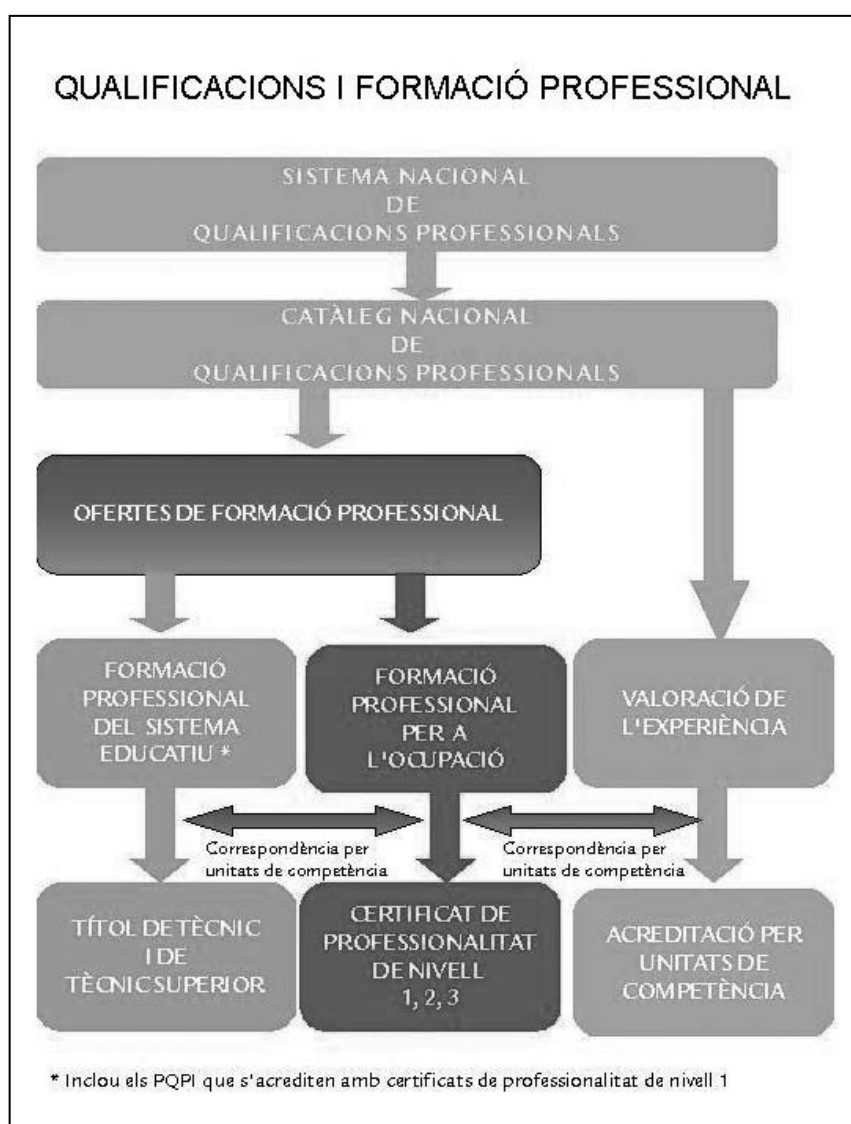 QUALIFICACIONS I FORMACIÓ PROFESSIONAL
SISTEMA NACIONAL
DE
QUALIFICACIONS PROFESSIONALS
CATÀLEG NACIONAL
DE
QUALIFICACIONS PROFESSIONALS
OFERTES DE FORMACIÓ PROFESSIONAL
FORMACIÓ
PROFESSIONAL
DEL SISTEMA
EDUCATIU *
FORMACIÓ
PROFESSIONAL
PER A
L'OCUPACIÓ
VALORACIÓ DE
L'EXPERIÈNCIA
Correspondència per
unitats de competència
Correspondència per
unitats de competència
TÍTOL DE TÈCNIC
I DE
TÈCNIC SUPERIOR
CERTIFICAT DE
PROFESSIONALITAT
DE NIVELL
1, 2, 3
ACREDITACIÓ PER
UNITATS DE
COMPETÈNCIA
* Inclou els PQPI que s'acrediten amb certificats de professionalitat de nivell 1